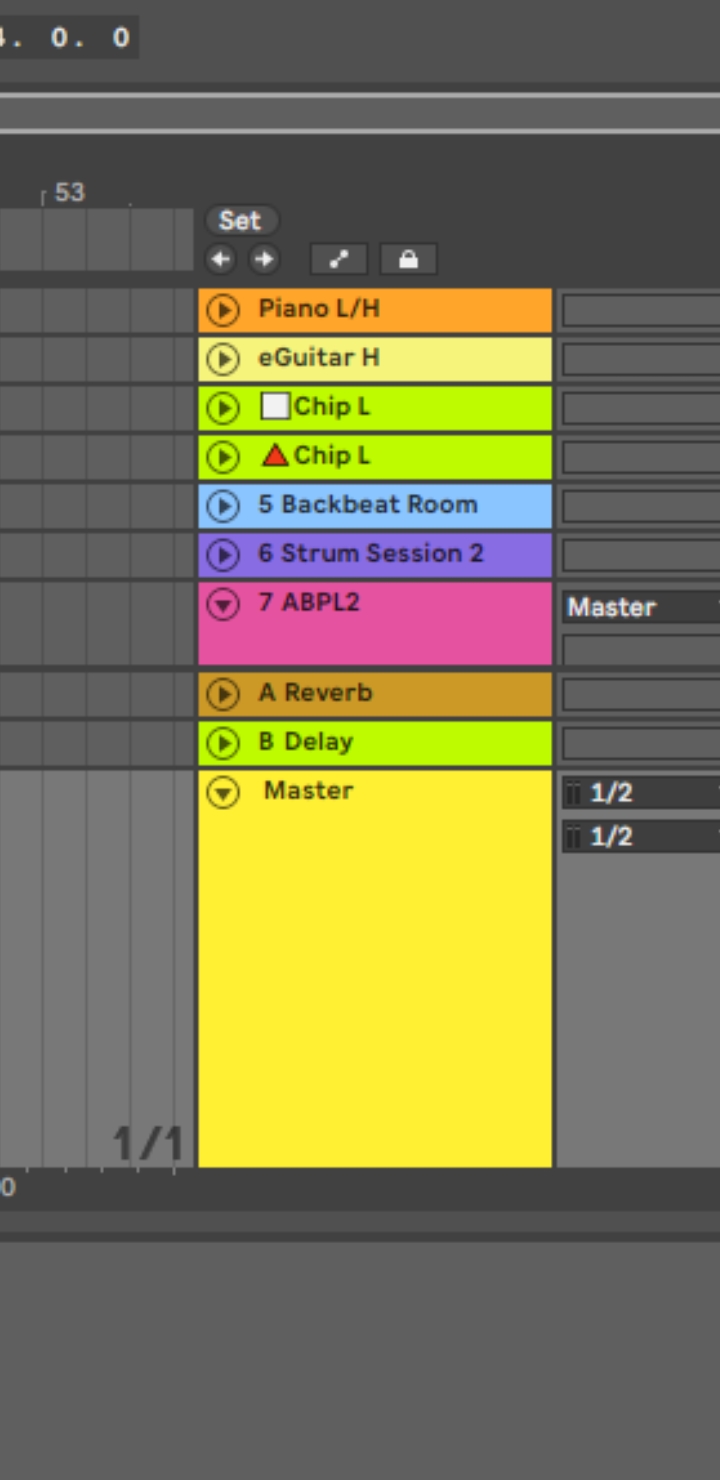 4. 0. 0
53
Set
Piano L/H
eGuitar H
Chip L
Chip L
5 Backbeat Room
6 Strum Session 2
7 ABPL2
Master
A Reverb
B Delay
Master
1/2
1/2
1/1
0